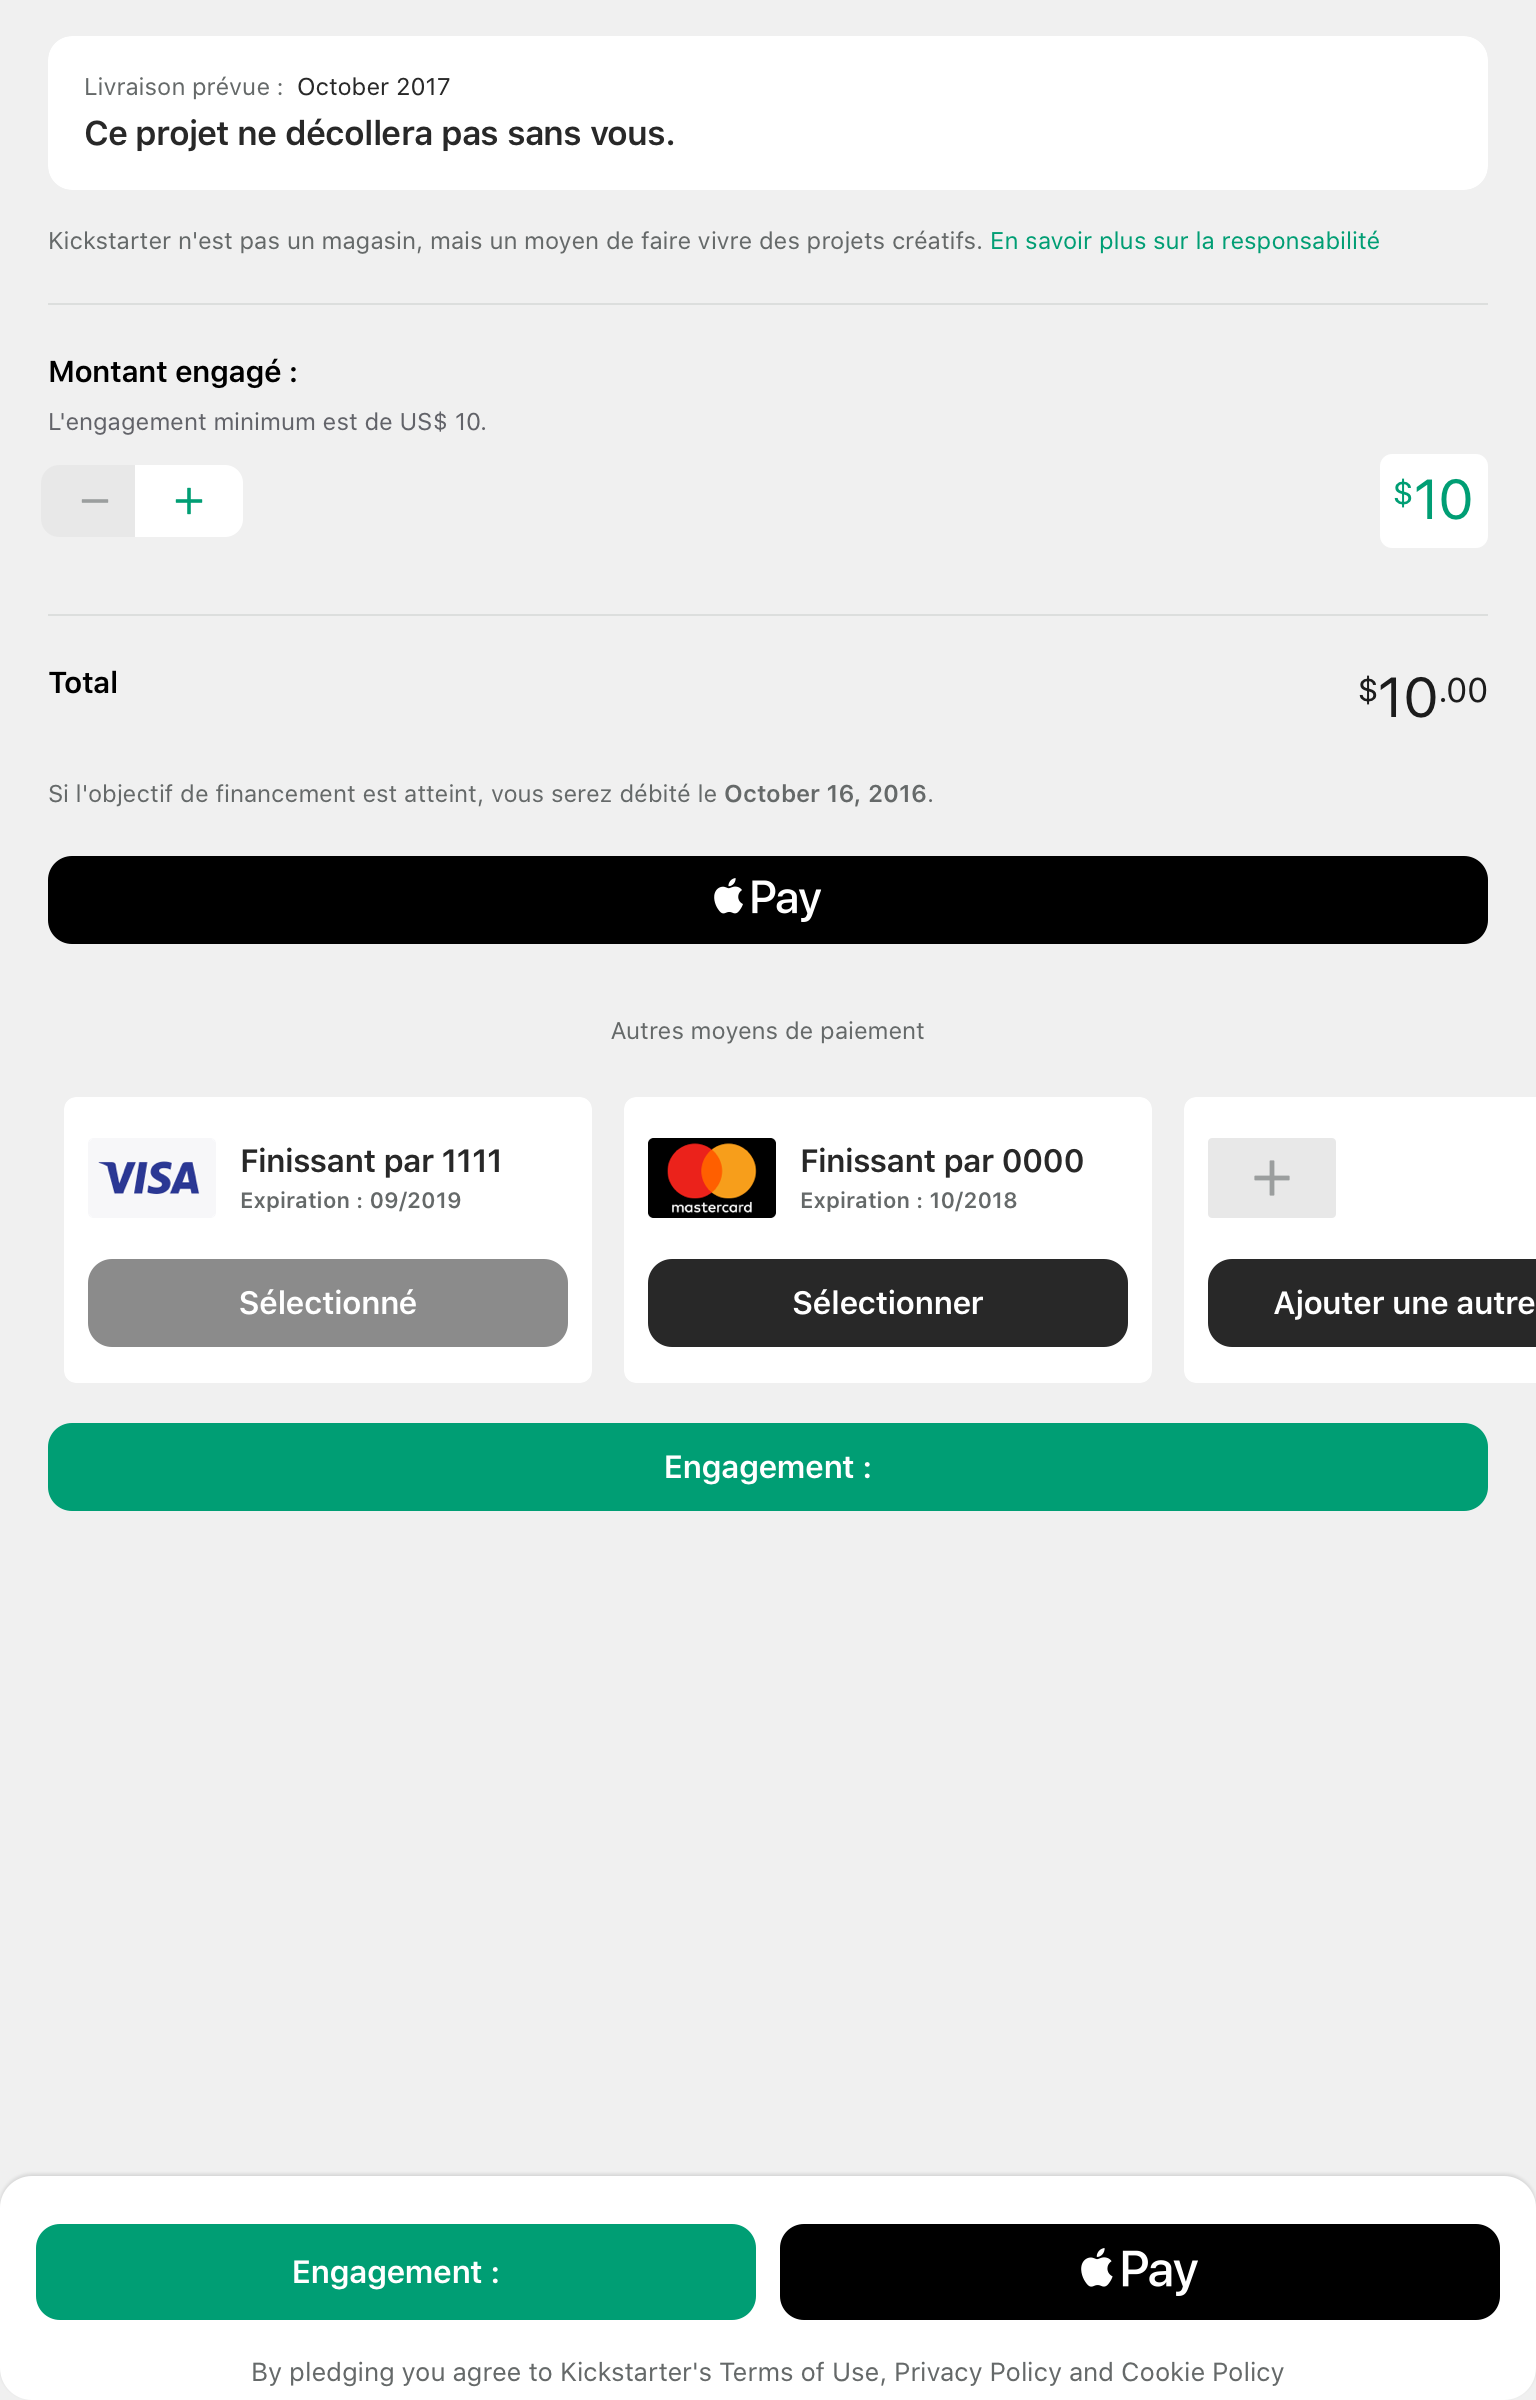 Livraison prévue : October 2017
Ce projet ne décollera pas sans vous.
Kickstarter n'est pas un magasin, mais un moyen de faire vivre des projets créatifs. En savoir plus sur la responsabilité
Montant engagé :
L'engagement minimum est de US$ 10.
$10
Total
$10.00
Si l'objectif de financement est atteint, vous serez débité le October 16, 2016.
Pay
Autres moyens de paiement
VISA
Finissant par 1111
Expiration : 09/2019
Sélectionné
mastercard
Finissant par 0000
Expiration : 10/2018
Sélectionner
Ajouter une autre
Engagement :
Engagement :
Pay
By pledging you agree to Kickstarter's Terms of Use, Privacy Policy and Cookie Policy